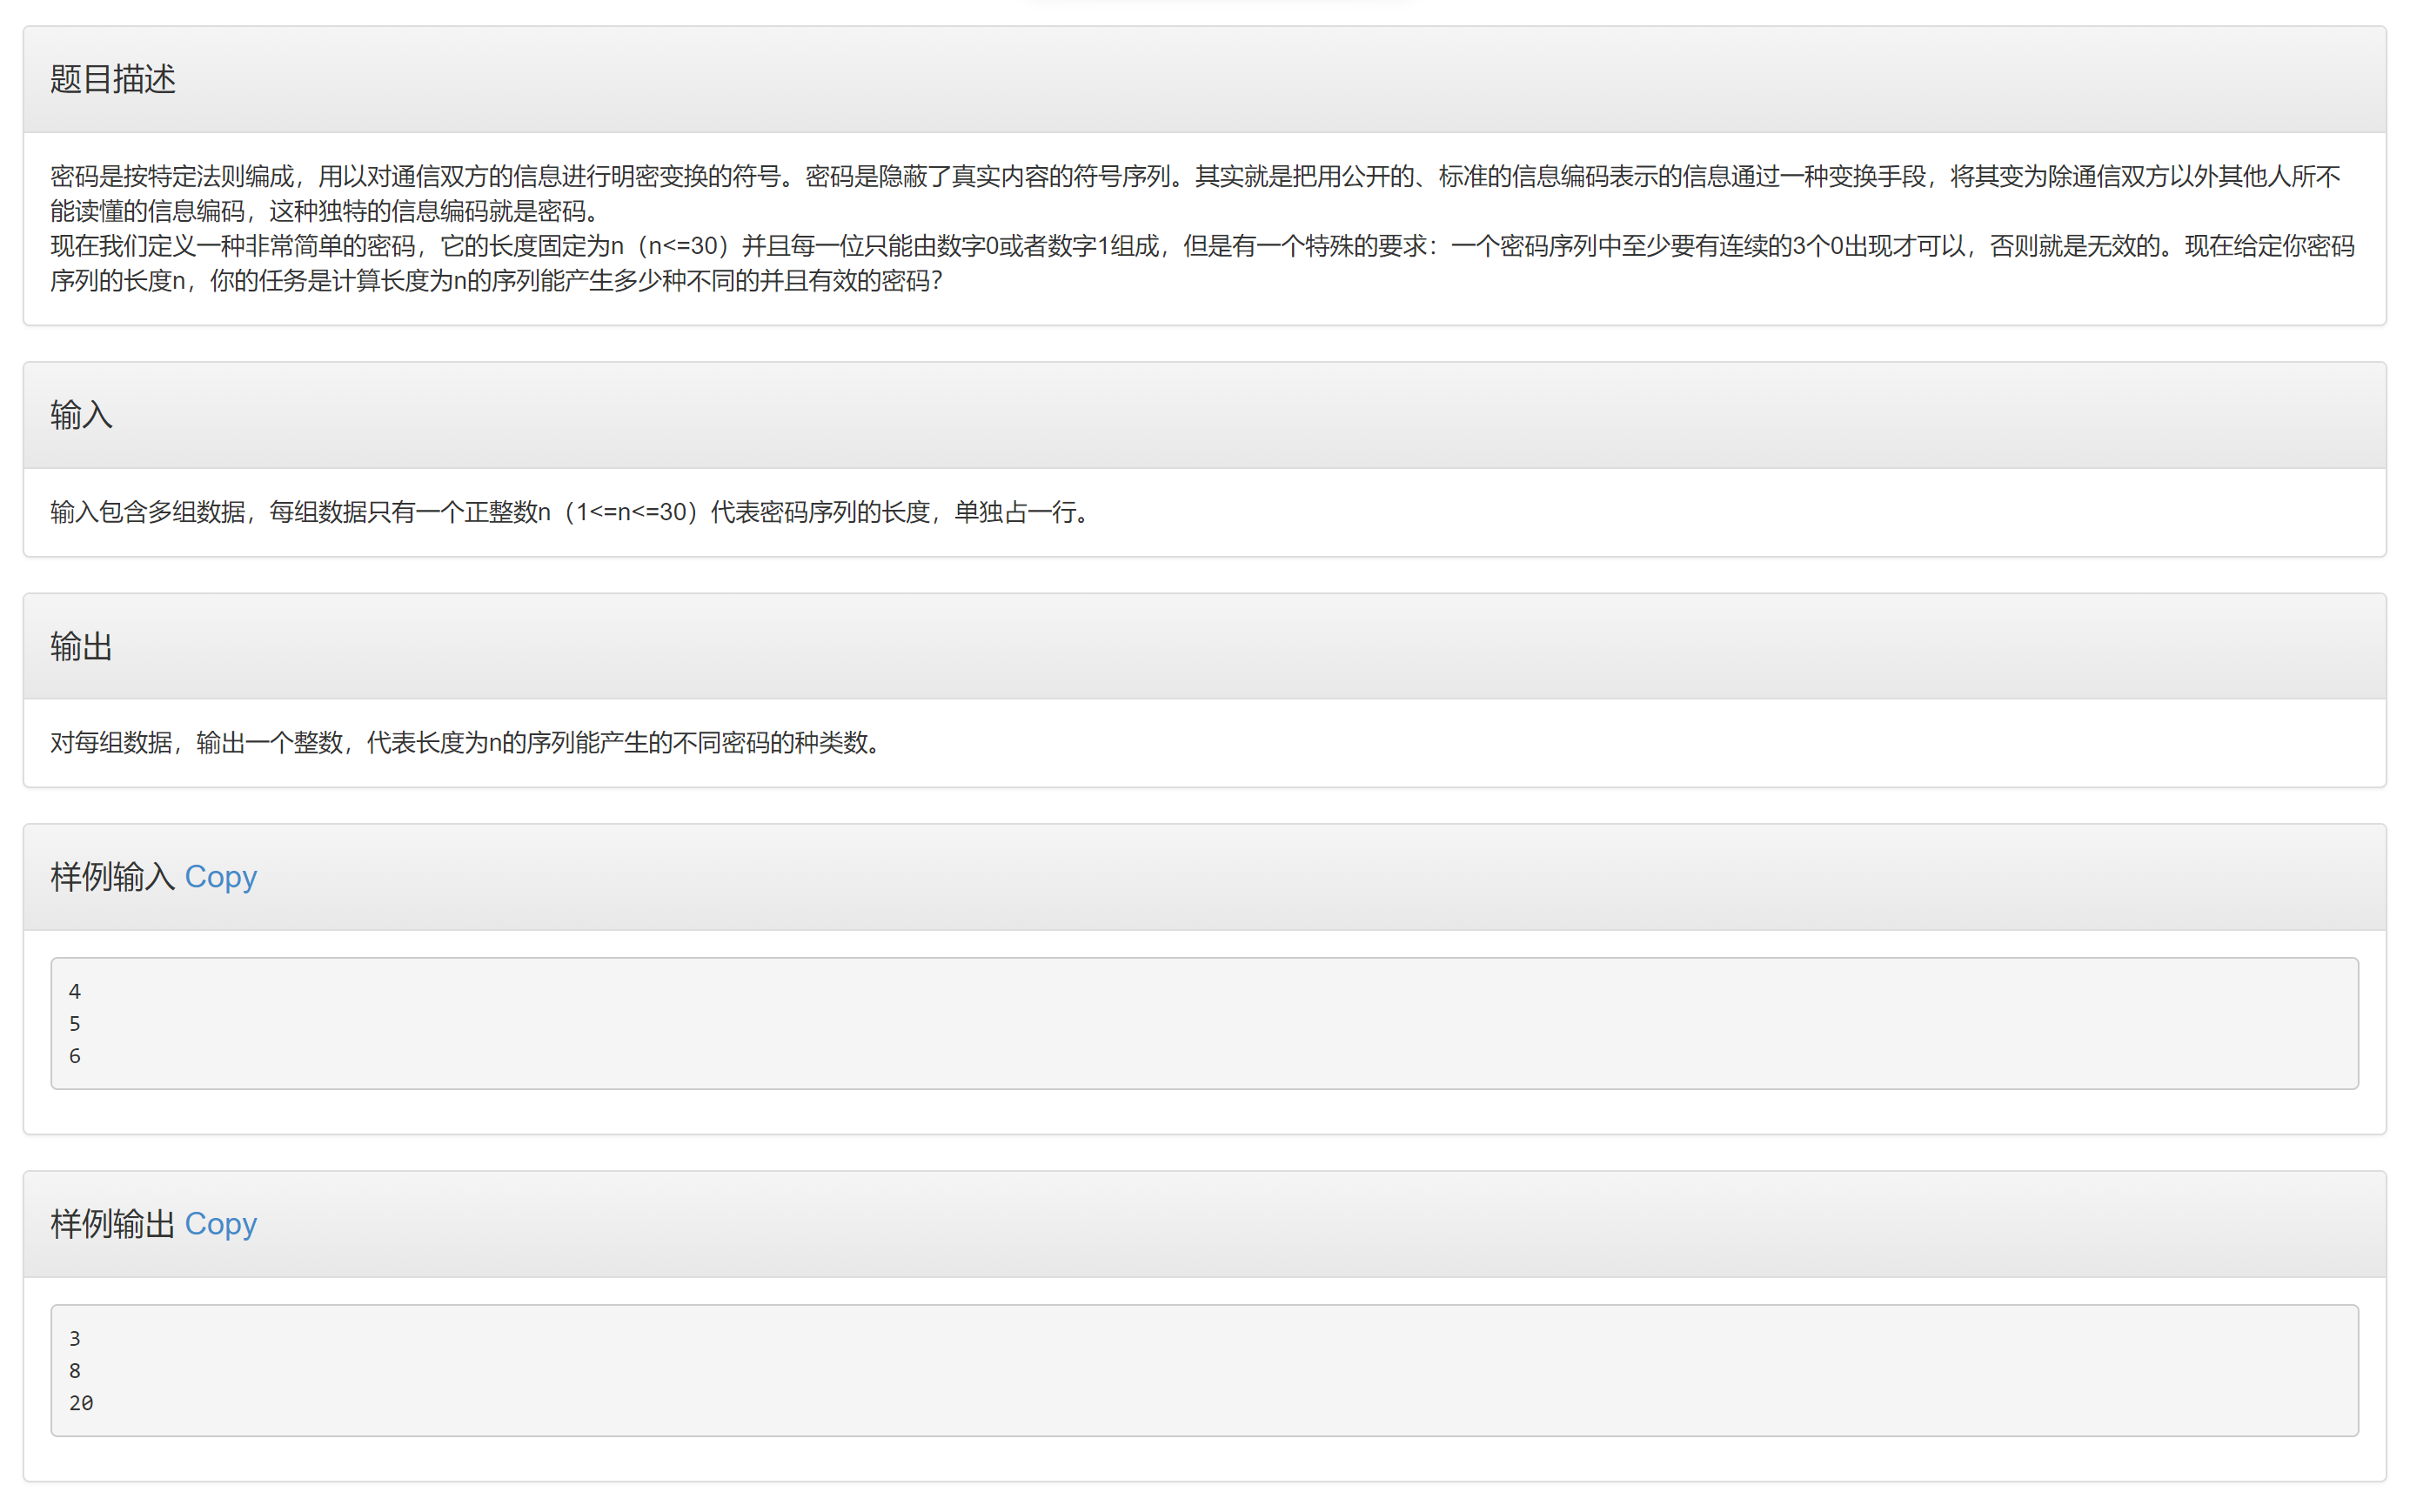 题目描述
密码是按特定法则编成，用以对通信双方的信息进行明密变换的符号。密码是隐蔽了真实内容的符号序列。其实就是把用公开的、标准的信息编码表示的信息通过一种变换手段，将其变为除通信双方以外其他人所不
能读懂的信息编码，这种独特的信息编码就是密码。
现在我们定义一种非常简单的密码，它的长度固定为n（n<=30）并且每一位只能由数字0或者数字1组成，但是有一个特殊的要求：一个密码序列中至少要有连续的3个0出现才可以，否则就是无效的。现在给定你密码
序列的长度n，你的任务是计算长度为n的序列能产生多少种不同的并且有效的密码？
输入
输入包含多组数据，每组数据只有一个正整数n（1<=n<=30）代表密码序列的长度，单独占一行。
输出
对每组数据，输出一个整数，代表长度为n的序列能产生的不同密码的种类数。
样例输入 Copy
4
5
6
样例输出 Copy
3
8
20